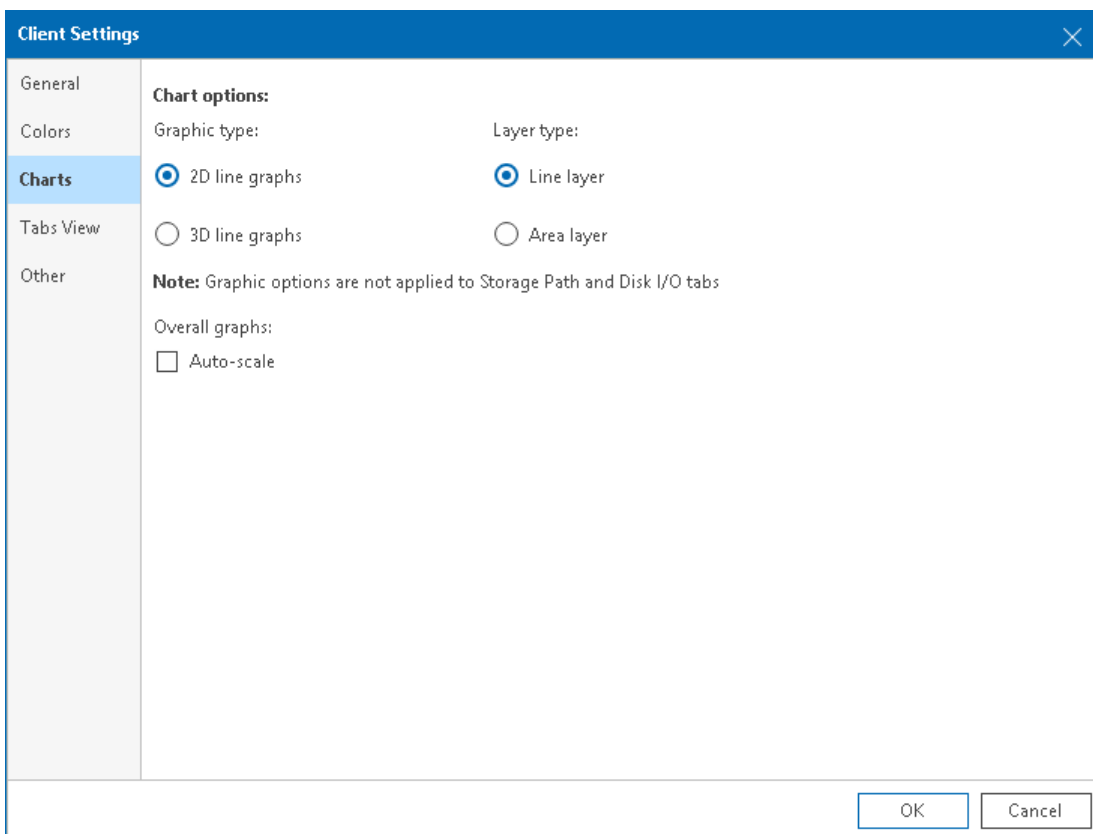 Client Settings
General
Colors
Charts
Tabs View
Other
Chart options:
Graphic type:
Layer type:
2D line graphs
Line layer
3D line graphs
Area layer
Note: Graphic options are not applied to Storage Path and Disk I/O tabs
Overall graphs:
Auto-scale
OK
Cancel